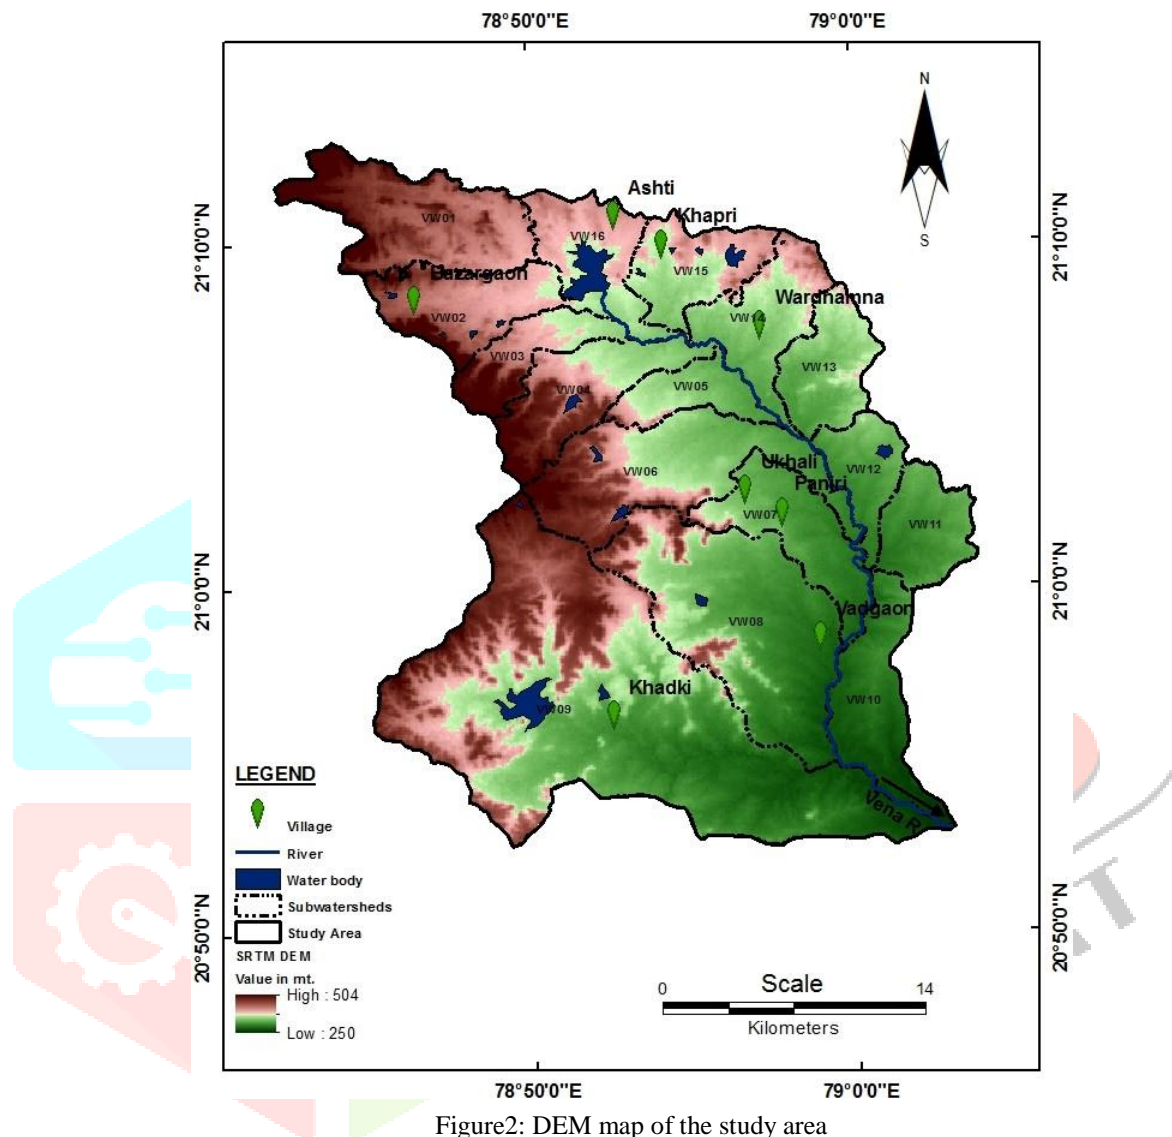 78°50'0"E 79°0'0"E
N
S
21°10'0"N
21°10'0"N
21°0'0"N
21°0'0"N
20°50'0"N
20°50'0"N
Ashti
Khapri
VW01
VW16
VW15
Bazargaon
Wardhamna
VW02
VW14
VW03
VW13
VW04
VW05
Ukhali
VW06
VW12
Panjri
VW07
VW11
Vadgaon
VW08
Khadki
VW09
VW10
Vena R.
LEGEND
Village
River
Water body
Subwatersheds
Study Area
SRTM DEM
Value in mt.
High : 504
Low : 250
0 Scale 14
Kilometers
78°50'0"E 79°0'0"E
Figure2: DEM map of the study area